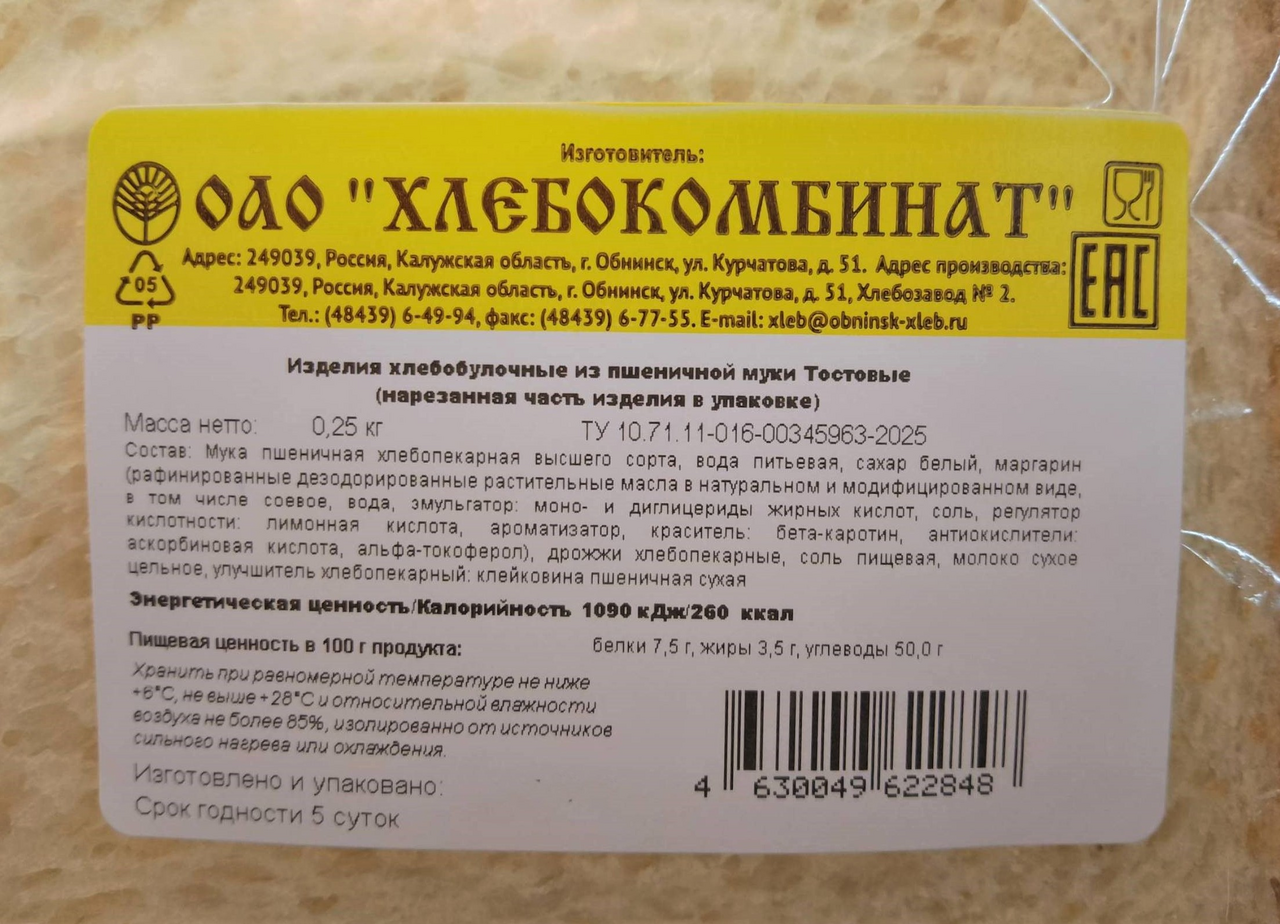 Изготовитель:
ОАО "ХЛЕБОКОМБИНАТ"
Адрес: 249039, Россия, Калужская область, г. Обнинск, ул. Курчатова, д. 51. Адрес производства:
249039, Россия, Калужская область, г. Обнинск, ул. Курчатова, д. 51, Хлебозавод № 2.
Тел.: (48439) 6-49-94, факс: (48439) 6-77-55. E-mail: xleb@obninsk-xleb.ru
05
PP
EAC
Изделия хлебобулочные из пшеничной муки Тостовые
(нарезанная часть изделия в упаковке)
Масса нетто: 0,25 кг ТУ 10.71.11-016-00345963-2025
Состав: Мука пшеничная хлебопекарная высшего сорта, вода питьевая, сахар белый, маргарин
(рафинированные дезодорированные растительные масла в натуральном и модифицированном виде,
в том числе соевое, вода, эмульгатор: моно- и диглицериды жирных кислот, соль, регулятор
кислотности: лимонная кислота, ароматизатор, краситель: бета-каротин, антиокислители:
аскорбиновая кислота, альфа-токоферол), дрожжи хлебопекарные, соль пищевая, молоко сухое
цельное, улучшитель хлебопекарный: клейковина пшеничная сухая
Энергетическая ценность/Калорийность 1090 кДж/260 ккал
Пищевая ценность в 100 г продукта: белки 7,5 г, жиры 3,5 г, углеводы 50,0 г
Хранить при равномерной температуре не ниже
+6°С, не выше +28°С и относительной влажности
воздуха не более 85%, изолированно от источников
сильного нагрева или охлаждения.
Изготовлено и упаковано:
Срок годности 5 суток
4 630049 622848